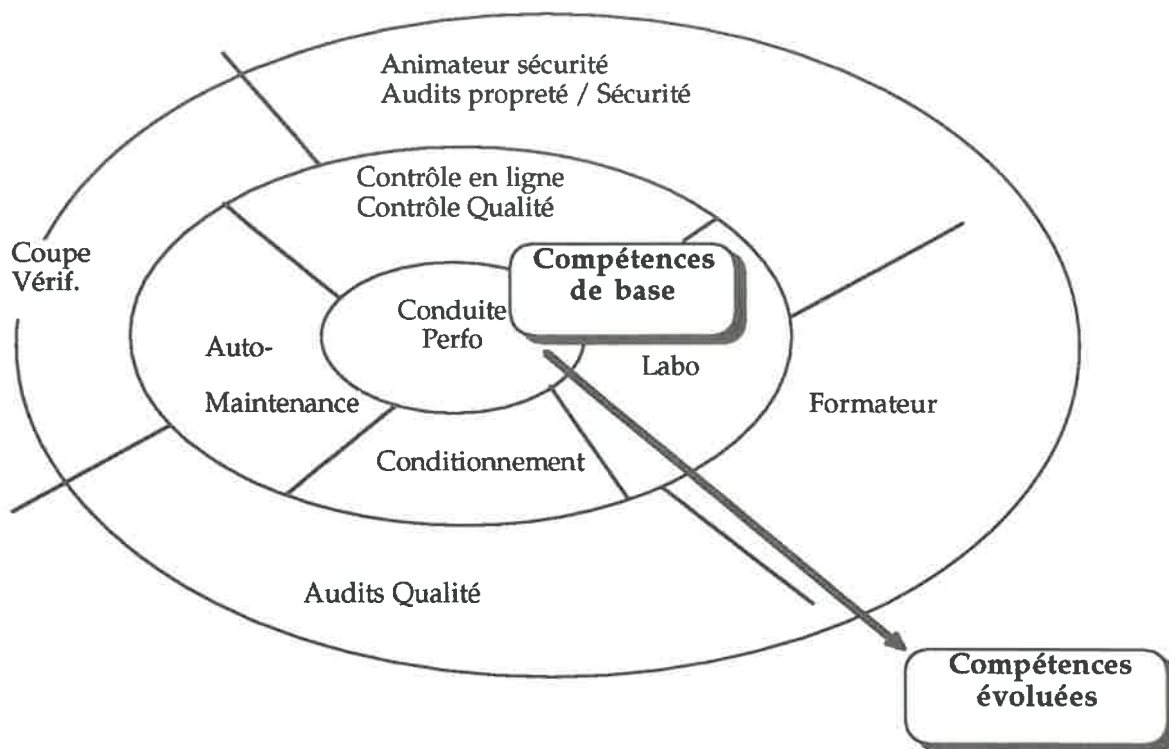 Animateur sécurité
Audits propreté / Sécurité
Contrôle en ligne
Contrôle Qualité
Coupe
Vérif.
Compétences
de base
Conduite
Perfo
Auto-
Maintenance
Labo
Formateur
Conditionnement
Audits Qualité
Compétences
évoluées